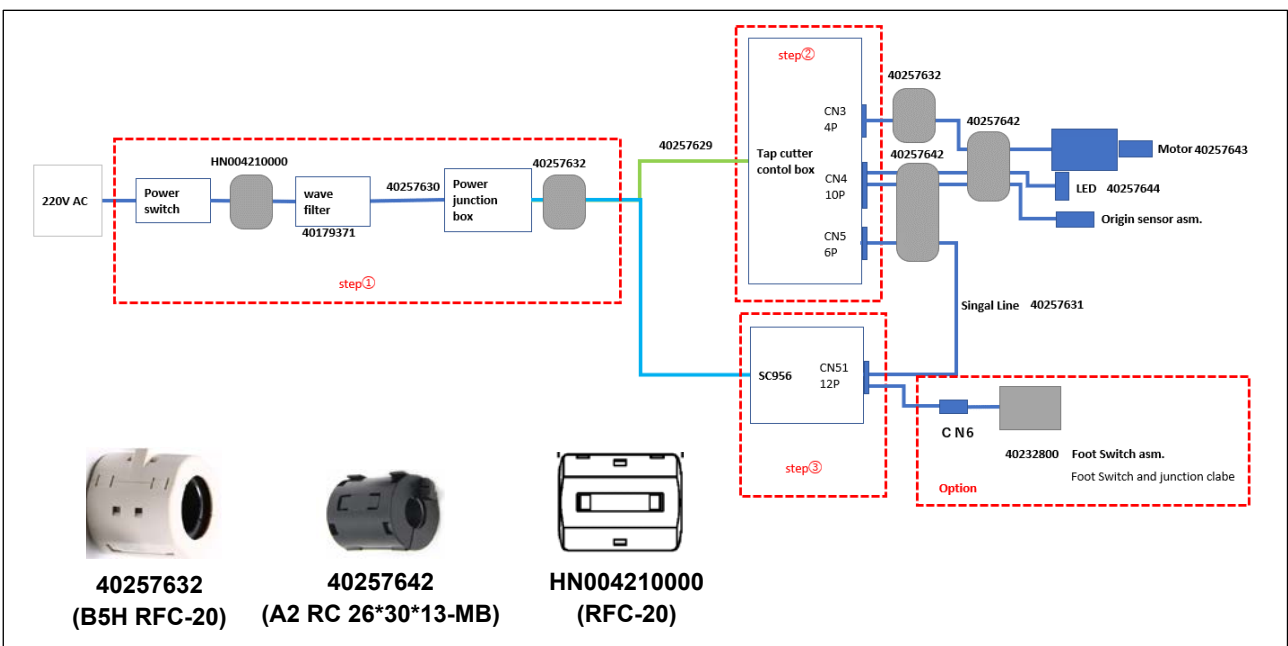 step②
40257632
CN3
4P
40257642
40257629
Tap cutter
contol box
40257642
Motor 40257643
HN004210000
40257632
CN4
10P
LED 40257644
220V AC
Power
switch
wave
filter
40257630
Power
junction
box
Origin sensor asm.
40179371
CN5
6P
step①
Singal Line 40257631
SC956
CN51
12P
C N6
step③
40232800 Foot Switch asm.
Foot Switch and junction clabe
Option
40257632
(B5H RFC-20)
40257642
(A2 RC 26*30*13-MB)
HN004210000
(RFC-20)